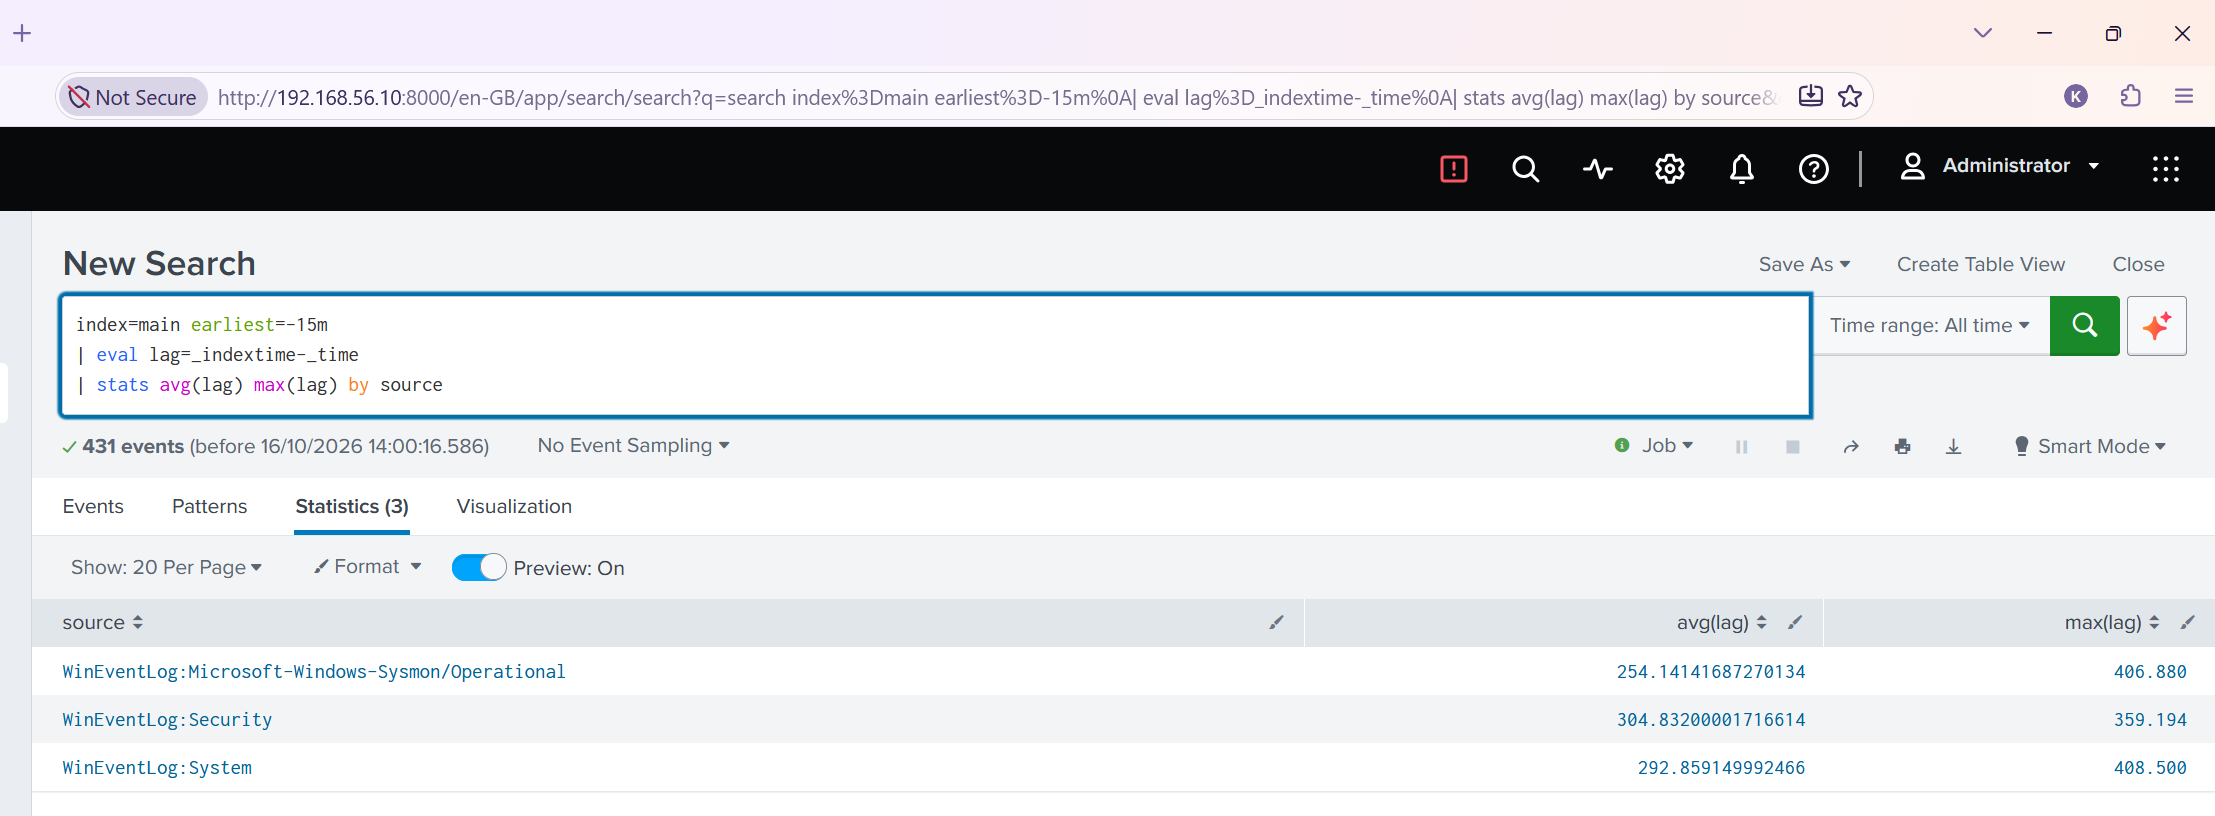 Not Secure http://192.168.56.10:8000/en-GB/app/search/search?q=search index%3Dmain earliest%3D-15m%0A| eval lag%3D_indextime-_time%0A| stats avg(lag) max(lag) by source&
K
Administrator
New Search
Save As Create Table View Close
index=main earliest=-15m
| eval lag=_indextime-_time
| stats avg(lag) max(lag) by source
Time range: All time
431 events (before 16/10/2026 14:00:16.586) No Event Sampling Job Smart Mode
Events Patterns Statistics (3) Visualization
Show: 20 Per Page Format Preview: On
source avg(lag) max(lag)
WinEventLog:Microsoft-Windows-Sysmon/Operational 254.14141687270134 406.880
WinEventLog:Security 304.83200001716614 359.194
WinEventLog:System 292.859149992466 408.500